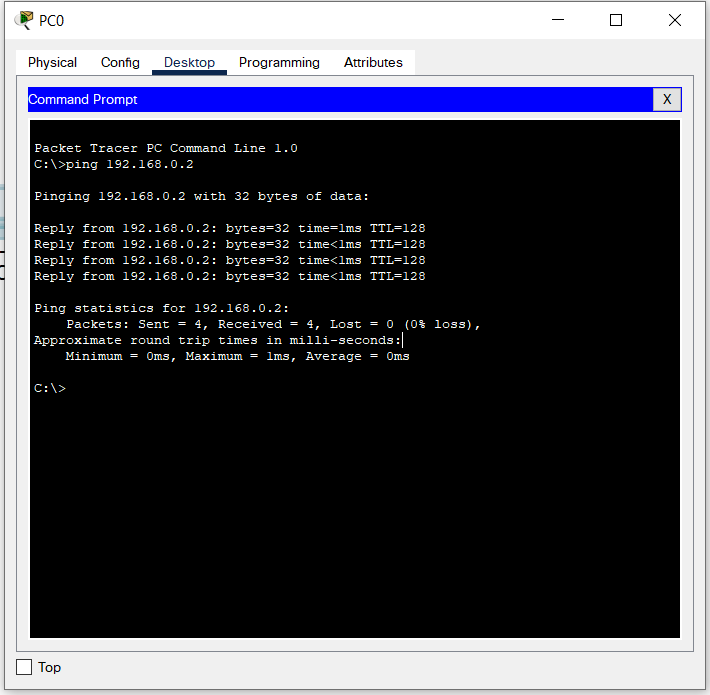 PC0
Physical Config Desktop Programming Attributes
Command Prompt X
Packet Tracer PC Command Line 1.0
C:\>ping 192.168.0.2
Pinging 192.168.0.2 with 32 bytes of data:
Reply from 192.168.0.2: bytes=32 time=1ms TTL=128
Reply from 192.168.0.2: bytes=32 time<1ms TTL=128
Reply from 192.168.0.2: bytes=32 time<1ms TTL=128
Reply from 192.168.0.2: bytes=32 time<1ms TTL=128
Ping statistics for 192.168.0.2:
Packets: Sent = 4, Received = 4, Lost = 0 (0% loss),
Approximate round trip times in milli-seconds:
Minimum = 0ms, Maximum = 1ms, Average = 0ms
C:\>
Top